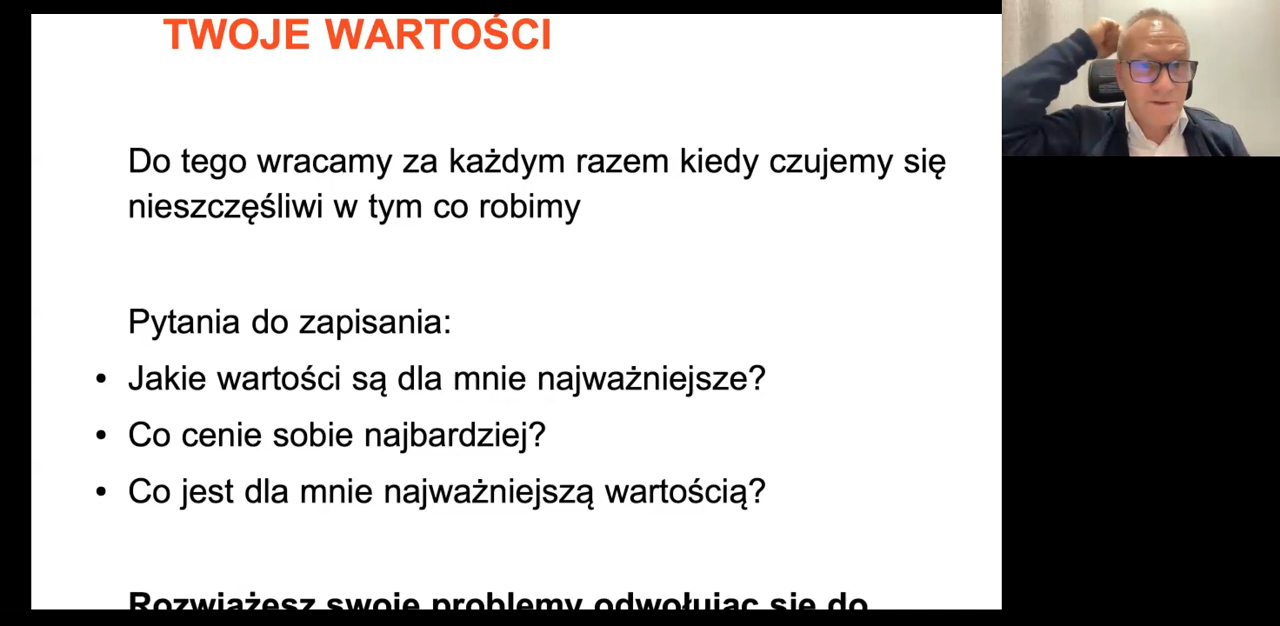 TWOJE WARTOŚCI
Do tego wracamy za każdym razem kiedy czujemy się
nieszczęśliwi w tym co robimy
Pytania do zapisania:
• Jakie wartości są dla mnie najważniejsze?
• Co cenie sobie najbardziej?
• Co jest dla mnie najważniejszą wartością?
Rozwiążesz swoje problemy odwołując się do